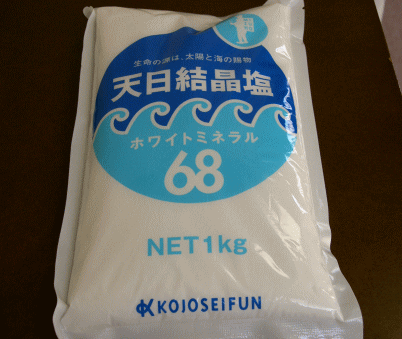 生命の源は、太陽と海の賜物
天日結晶塩
ホワイトミネラル
68
NET1kg
KOJOSEIFUN